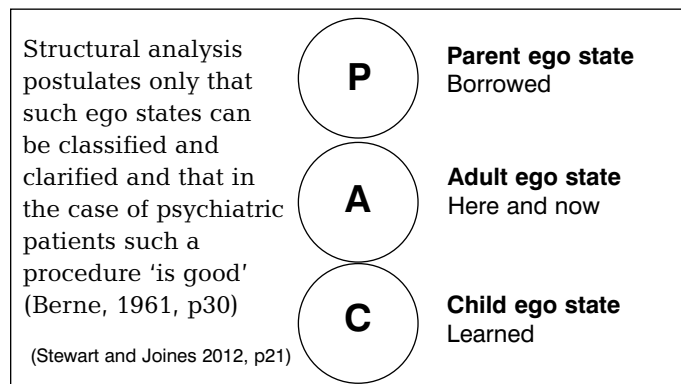 Structural analysis
postulates only that
such ego states can
be classified and
clarified and that in
the case of psychiatric
patients such a
procedure ‘is good’
(Berne, 1961, p30)
(Stewart and Joines 2012, p21)
P
Parent ego state
Borrowed
A
Adult ego state
Here and now
C
Child ego state
Learned